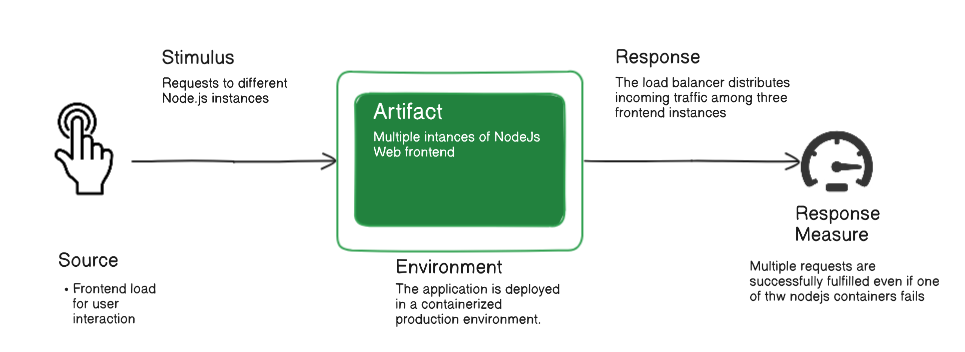 Stimulus
Requests to different
Node.js instances
Response
The load balancer distributes
incoming traffic among three
frontend instances
Artifact
Multiple intances of NodeJs
Web frontend
Response
Measure
Multiple requests are
successfully fulfilled even if one
of thw nodejs containers fails
Source
• Frontend load
for user
interaction
Environment
The application is deployed
in a containerized
production environment.